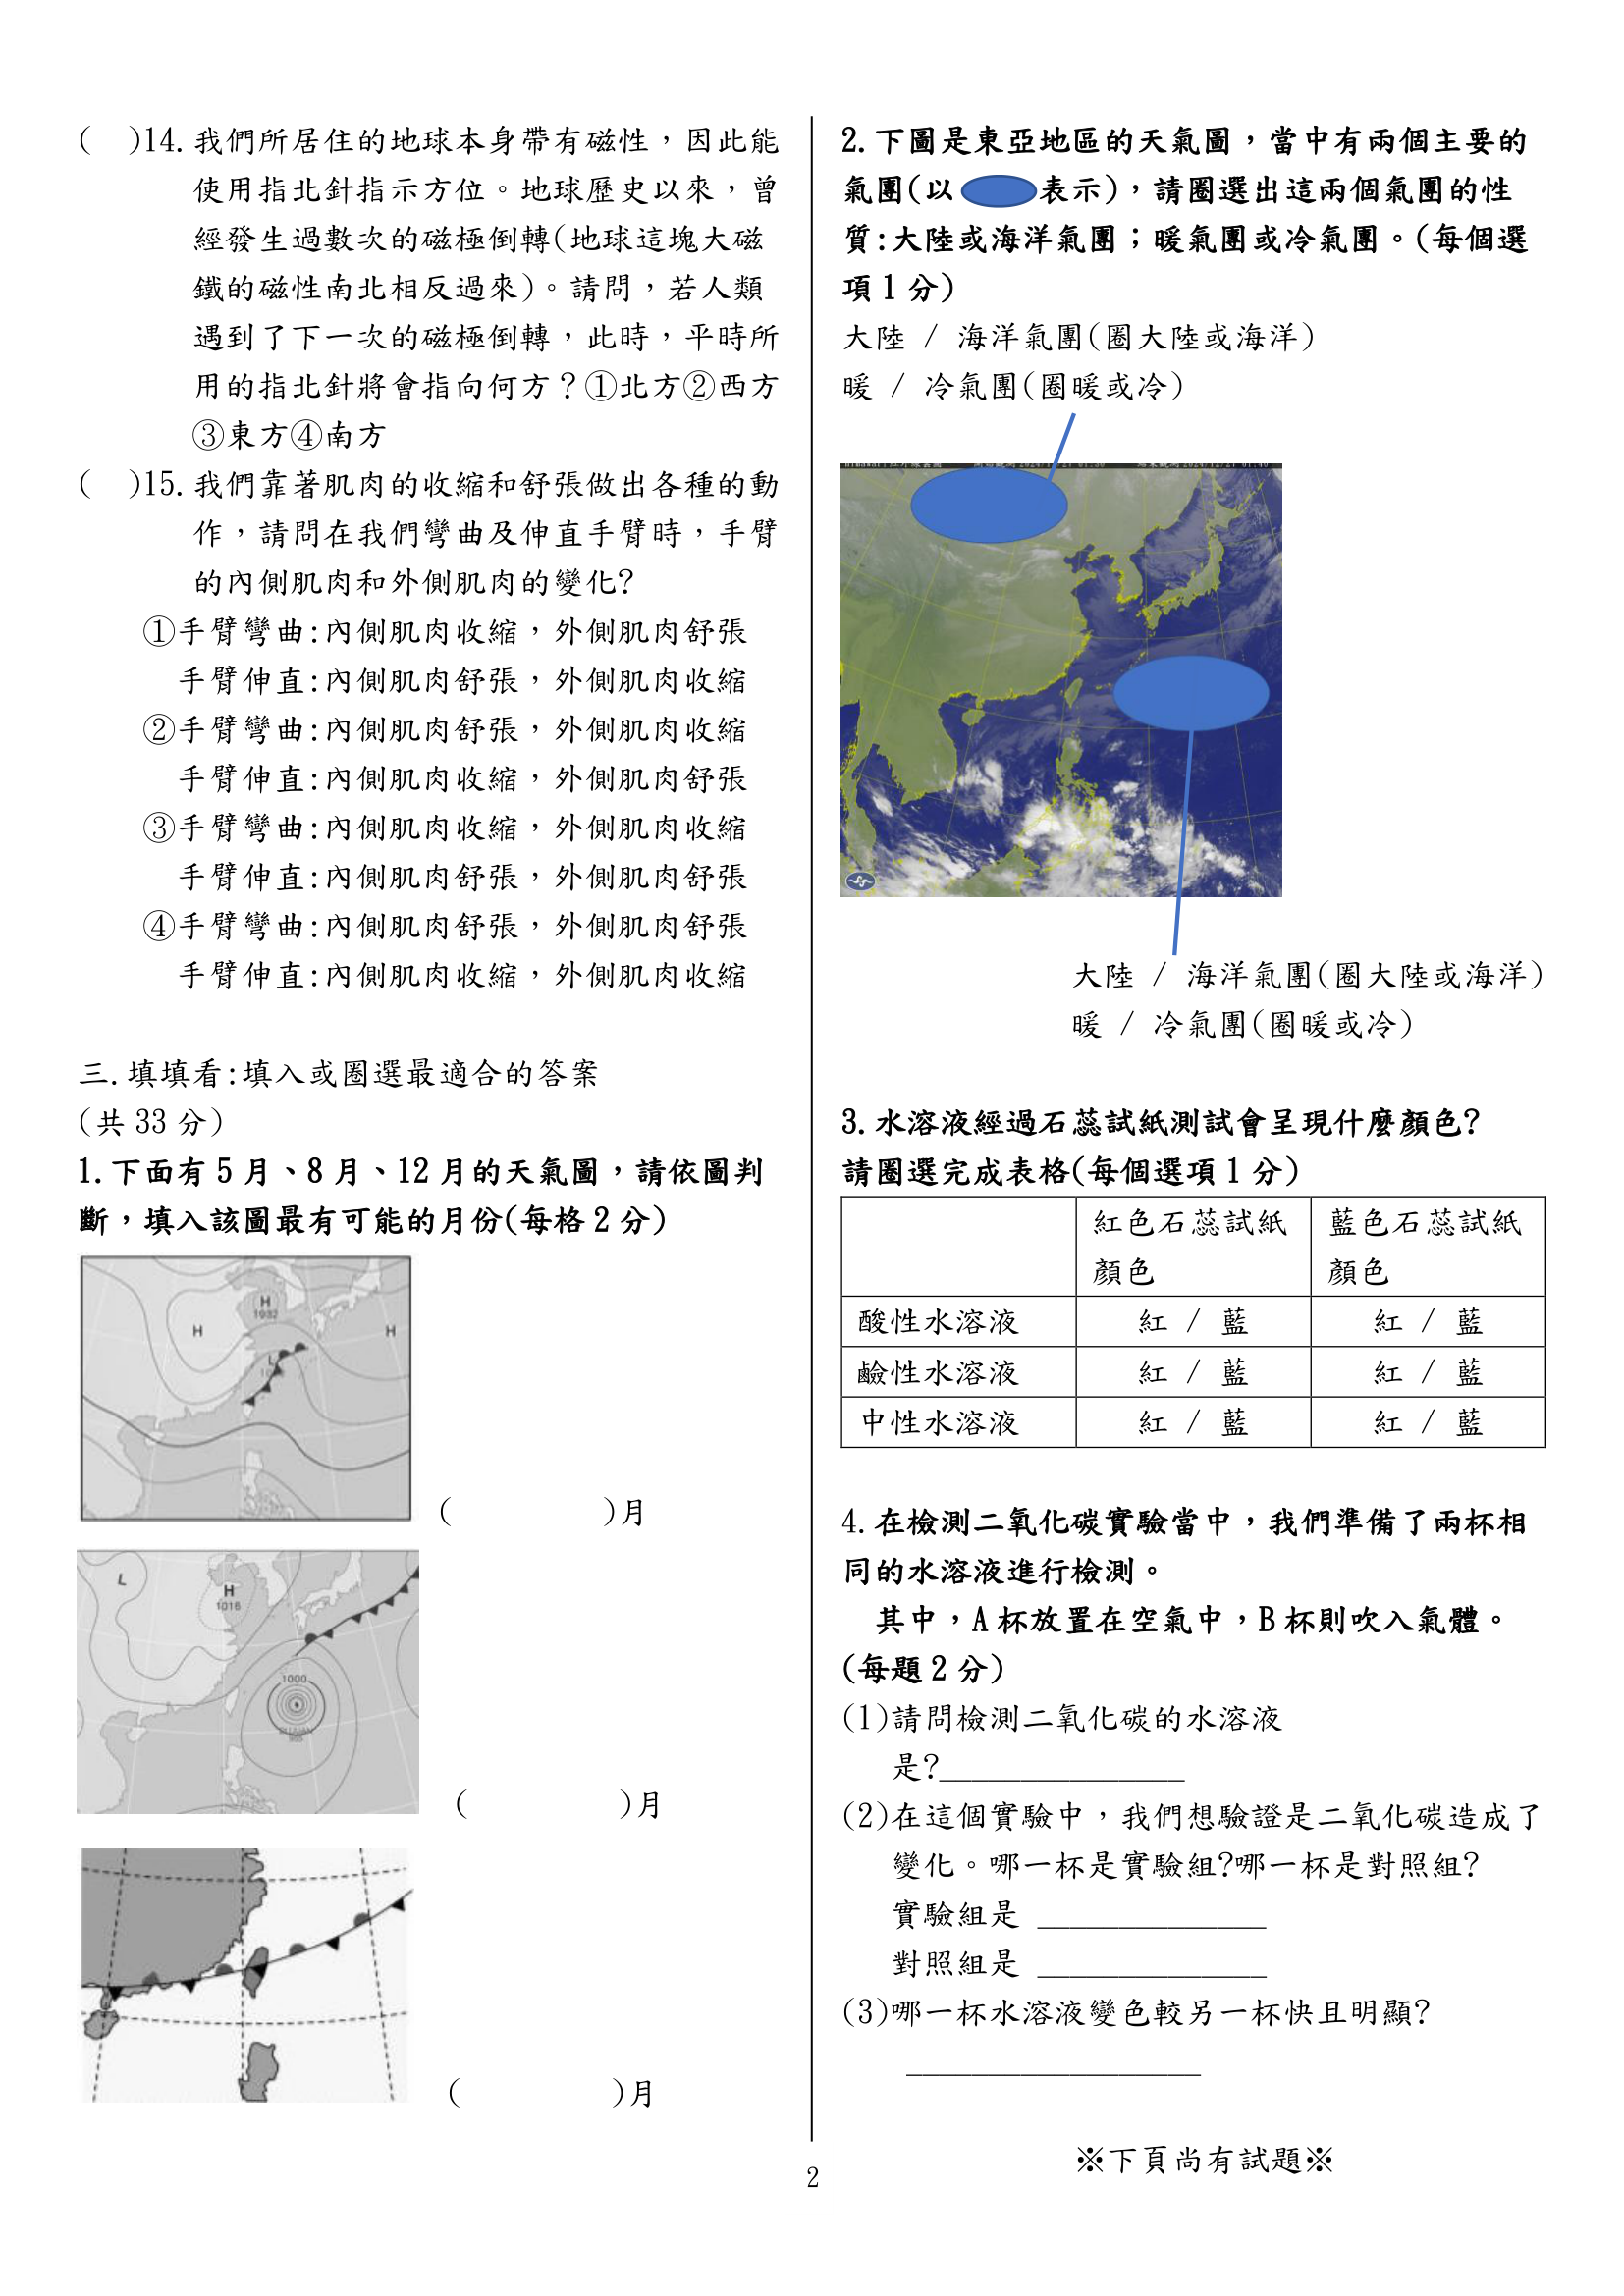 (　)14.我們所居住的地球本身帶有磁性，因此能
使用指北針指示方位。地球歷史以來，曾
經發生過數次的磁極倒轉(地球這塊大磁
鐵的磁性南北相反過來)。請問，若人類
遇到了下一次的磁極倒轉，此時，平時所
用的指北針將會指向何方？①北方②西方
③東方④南方
(　)15.我們靠著肌肉的收縮和舒張做出各種的動
作，請問在我們彎曲及伸直手臂時，手臂
的內側肌肉和外側肌肉的變化?
①手臂彎曲:內側肌肉收縮，外側肌肉舒張
手臂伸直:內側肌肉舒張，外側肌肉收縮
②手臂彎曲:內側肌肉舒張，外側肌肉收縮
手臂伸直:內側肌肉收縮，外側肌肉舒張
③手臂彎曲:內側肌肉收縮，外側肌肉收縮
手臂伸直:內側肌肉舒張，外側肌肉舒張
④手臂彎曲:內側肌肉舒張，外側肌肉舒張
手臂伸直:內側肌肉收縮，外側肌肉收縮
三.填填看:填入或圈選最適合的答案
(共 33 分)
1.下面有 5 月、8 月、12 月的天氣圖，請依圖判
斷，填入該圖最有可能的月份(每格 2 分)
H
1032
H
H
L
(　　　　)月
L
H
1016
1000
(　　　　)月
(　　　　)月
2.下圖是東亞地區的天氣圖，當中有兩個主要的
氣團(以　　表示)，請圈選出這兩個氣團的性
質:大陸或海洋氣團；暖氣團或冷氣團。(每個選
項 1 分)
大陸 / 海洋氣團(圈大陸或海洋)
暖 / 冷氣團(圈暖或冷)
大陸 / 海洋氣團(圈大陸或海洋)
暖 / 冷氣團(圈暖或冷)
3.水溶液經過石蕊試紙測試會呈現什麼顏色?
請圈選完成表格(每個選項 1 分)
紅色石蕊試紙 藍色石蕊試紙
顏色 顏色
酸性水溶液 紅 / 藍 紅 / 藍
鹼性水溶液 紅 / 藍 紅 / 藍
中性水溶液 紅 / 藍 紅 / 藍
4.在檢測二氧化碳實驗當中，我們準備了兩杯相
同的水溶液進行檢測。
其中，A 杯放置在空氣中，B 杯則吹入氣體。
(每題 2 分)
(1)請問檢測二氧化碳的水溶液
是?_______________
(2)在這個實驗中，我們想驗證是二氧化碳造成了
變化。哪一杯是實驗組?哪一杯是對照組?
實驗組是 ______________
對照組是 ______________
(3)哪一杯水溶液變色較另一杯快且明顯?
__________________
※下頁尚有試題※
2